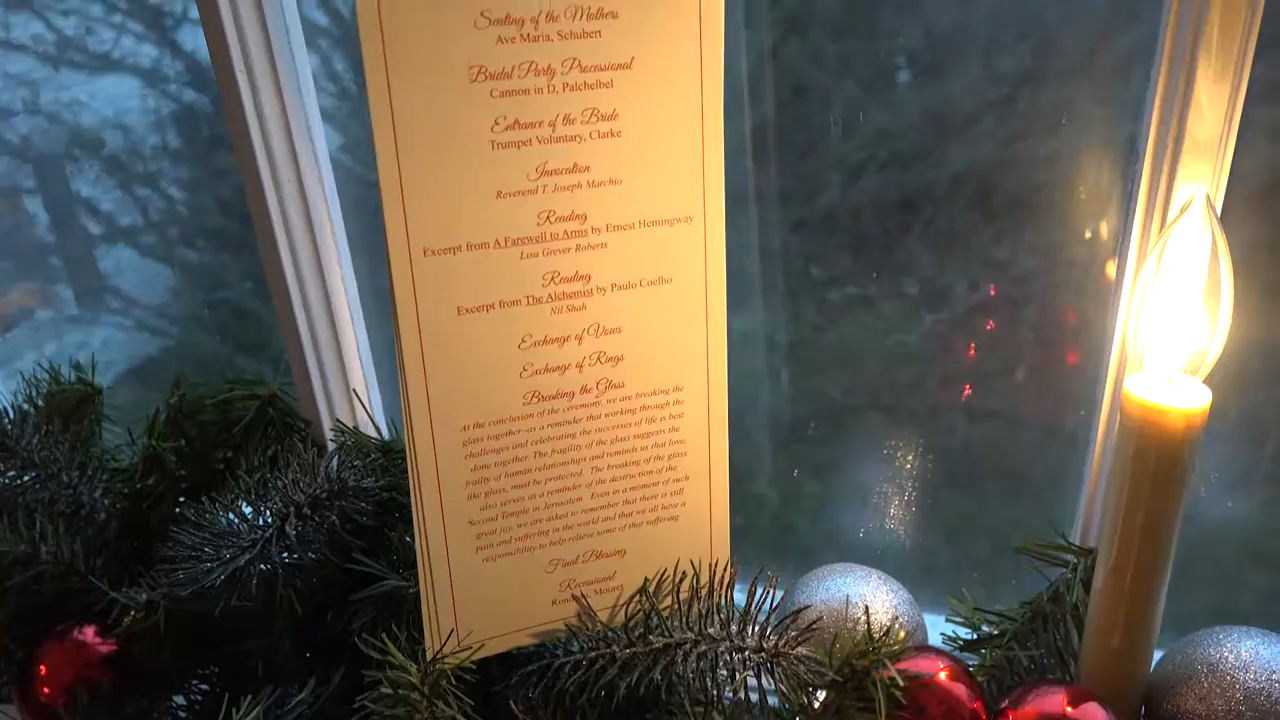 Seating of the Mothers
Ave Maria, Schubert
Bridal Party Processional
Cannon in D, Palchelbel
Entrance of the Bride
Trumpet Voluntary, Clarke
Invocation
Reverend T. Joseph Marchio
Reading
Excerpt from A Farewell to Arms by Ernest Hemingway
Lisa Grever Roberts
Reading
Excerpt from The Alchemist by Paulo Coelho
Nil Shah
Exchange of Vows
Exchange of Rings
Breaking the Glass
At the conclusion of the ceremony, we are breaking the
glass together–as a reminder that working through the
challenges and celebrating the successes of life is best
done together. The fragility of the glass suggests the
frailty of human relationships and reminds us that love,
like glass, must be protected. The breaking of the glass
also serves as a reminder of the destruction of the
Second Temple in Jerusalem. Even in a moment of such
great joy, we are asked to remember that there is still
pain and suffering in the world and that we all have a
responsibility to help relieve some of that suffering
Final Blessing
Recessional
Mouret